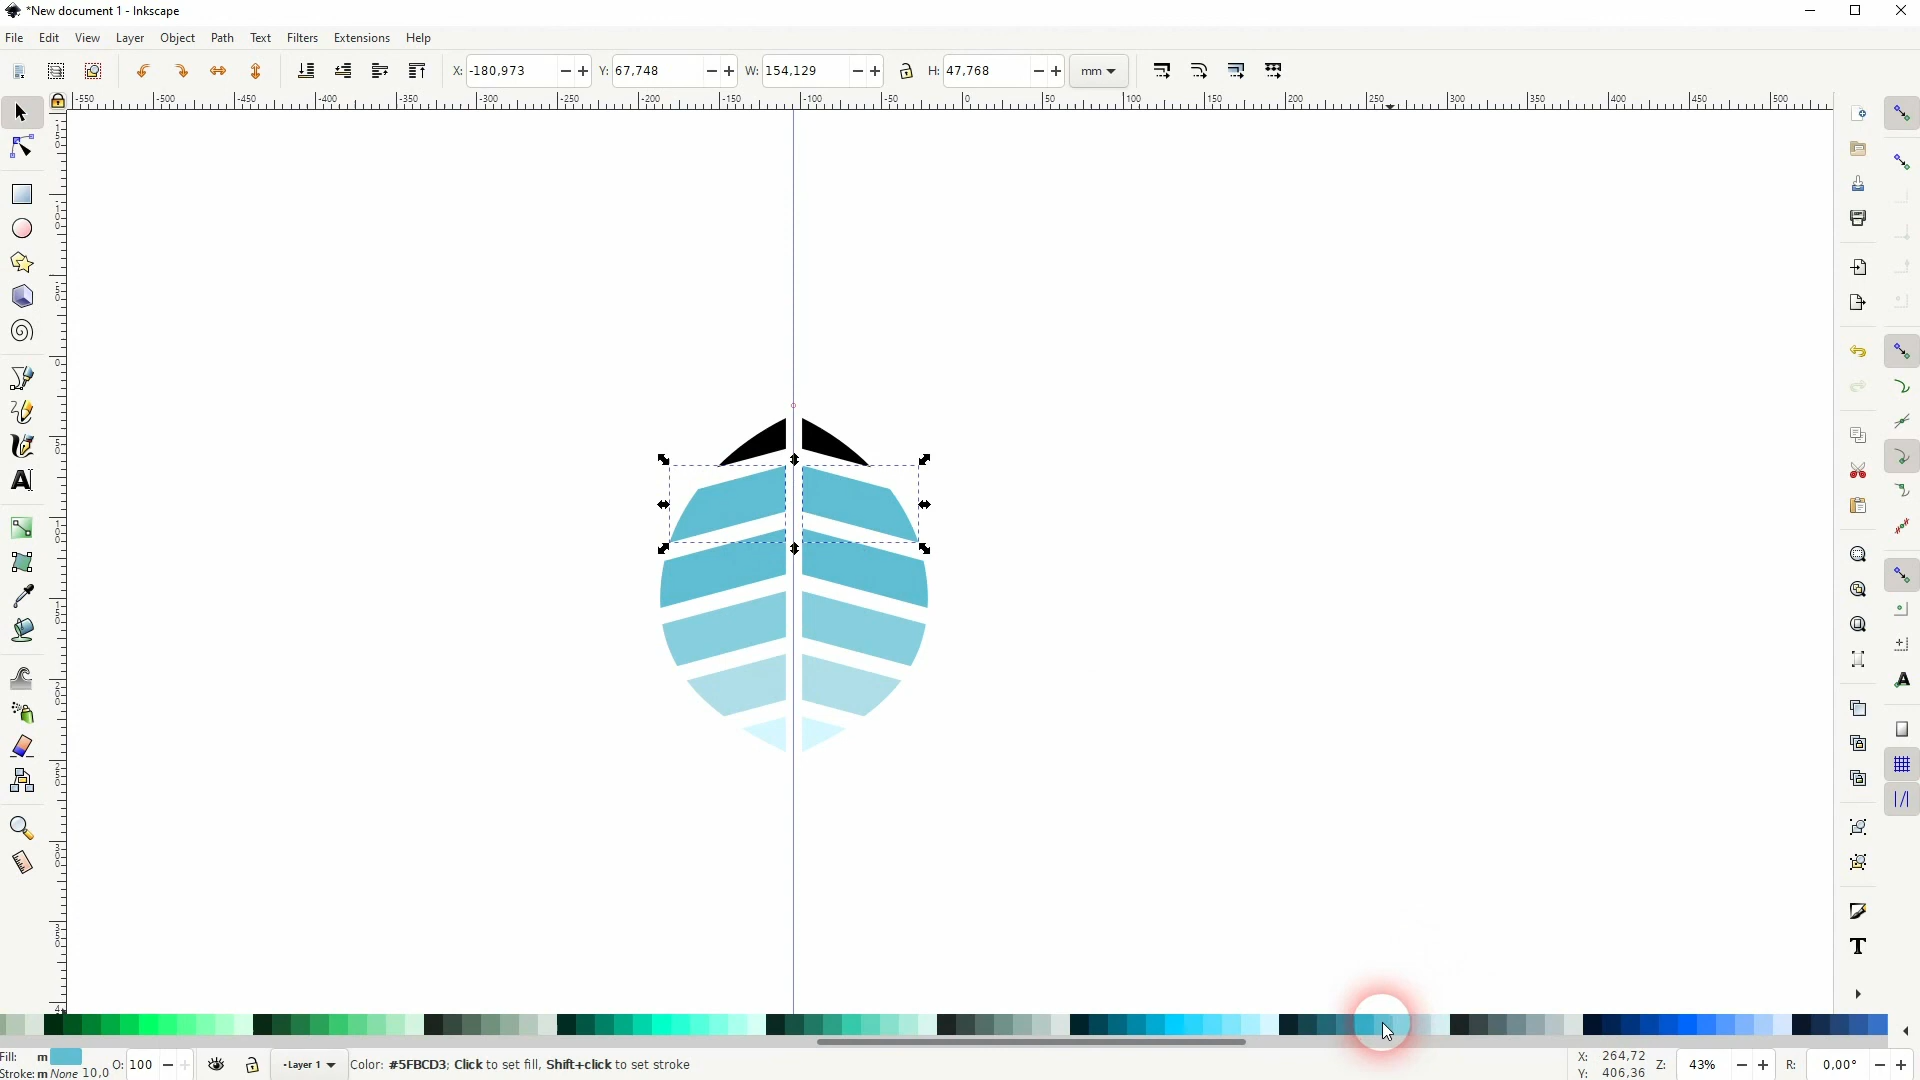 *New document 1 - Inkscape
File Edit View Layer Object Path Text Filters Extensions Help
X: -180,973 Y: 67,748 W: 154,129 H: 47,768 mm
-550 -500 -450 -400 -350 -300 -250 -200 -150 -100 -50 0 50 100 150 200 250 300 350 400 450 500
Fill: m O: 100 -Layer 1 Color: #5FBCD3; Click to set fill, Shift+click to set stroke X: 264,72 Z: 43% R: 0,00°
Stroke: m None 10,0 Y: 406,36